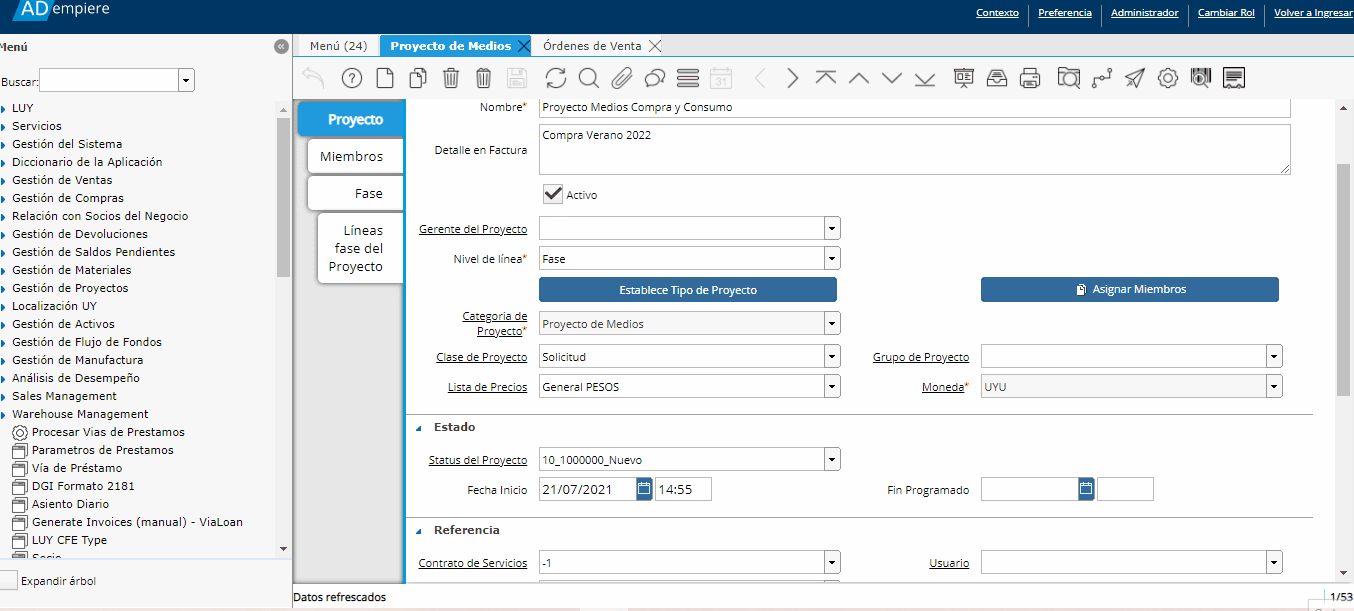 ADempiere
Contexto Preferencia Administrador Cambiar Rol Volver a Ingresar
Menú
Menú (24) Proyecto de Medios Órdenes de Venta
Buscar:
31
LUY
Servicios
Gestión del Sistema
Diccionario de la Aplicación
Gestión de Ventas
Gestión de Compras
Relación con Socios del Negocio
Gestión de Devoluciones
Gestión de Saldos Pendientes
Gestión de Materiales
Gestión de Proyectos
Localización UY
Gestión de Activos
Gestión de Flujo de Fondos
Gestión de Manufactura
Análisis de Desempeño
Sales Management
Warehouse Management
Procesar Vias de Prestamos
Parametros de Prestamos
Vía de Préstamo
DGI Formato 2181
Asiento Diario
Generate Invoices (manual) - ViaLoan
LUY CFE Type
Socio
Expandir árbol
Proyecto
Miembros
Fase
Líneas
fase del
Proyecto
Nombre* Proyecto Medios Compra y Consumo
Detalle en Factura Compra Verano 2022
Activo
Gerente del Proyecto
Nivel de línea* Fase
Establece Tipo de Proyecto Asignar Miembros
Categoria de
Proyecto* Proyecto de Medios
Clase de Proyecto Solicitud Grupo de Proyecto
Lista de Precios General PESOS Moneda* UYU
Estado
Status del Proyecto 10_1000000_Nuevo
Fecha Inicio 21/07/2021 14:55 Fin Programado
Referencia
Contrato de Servicios -1 Usuario
Datos refrescados 1/53